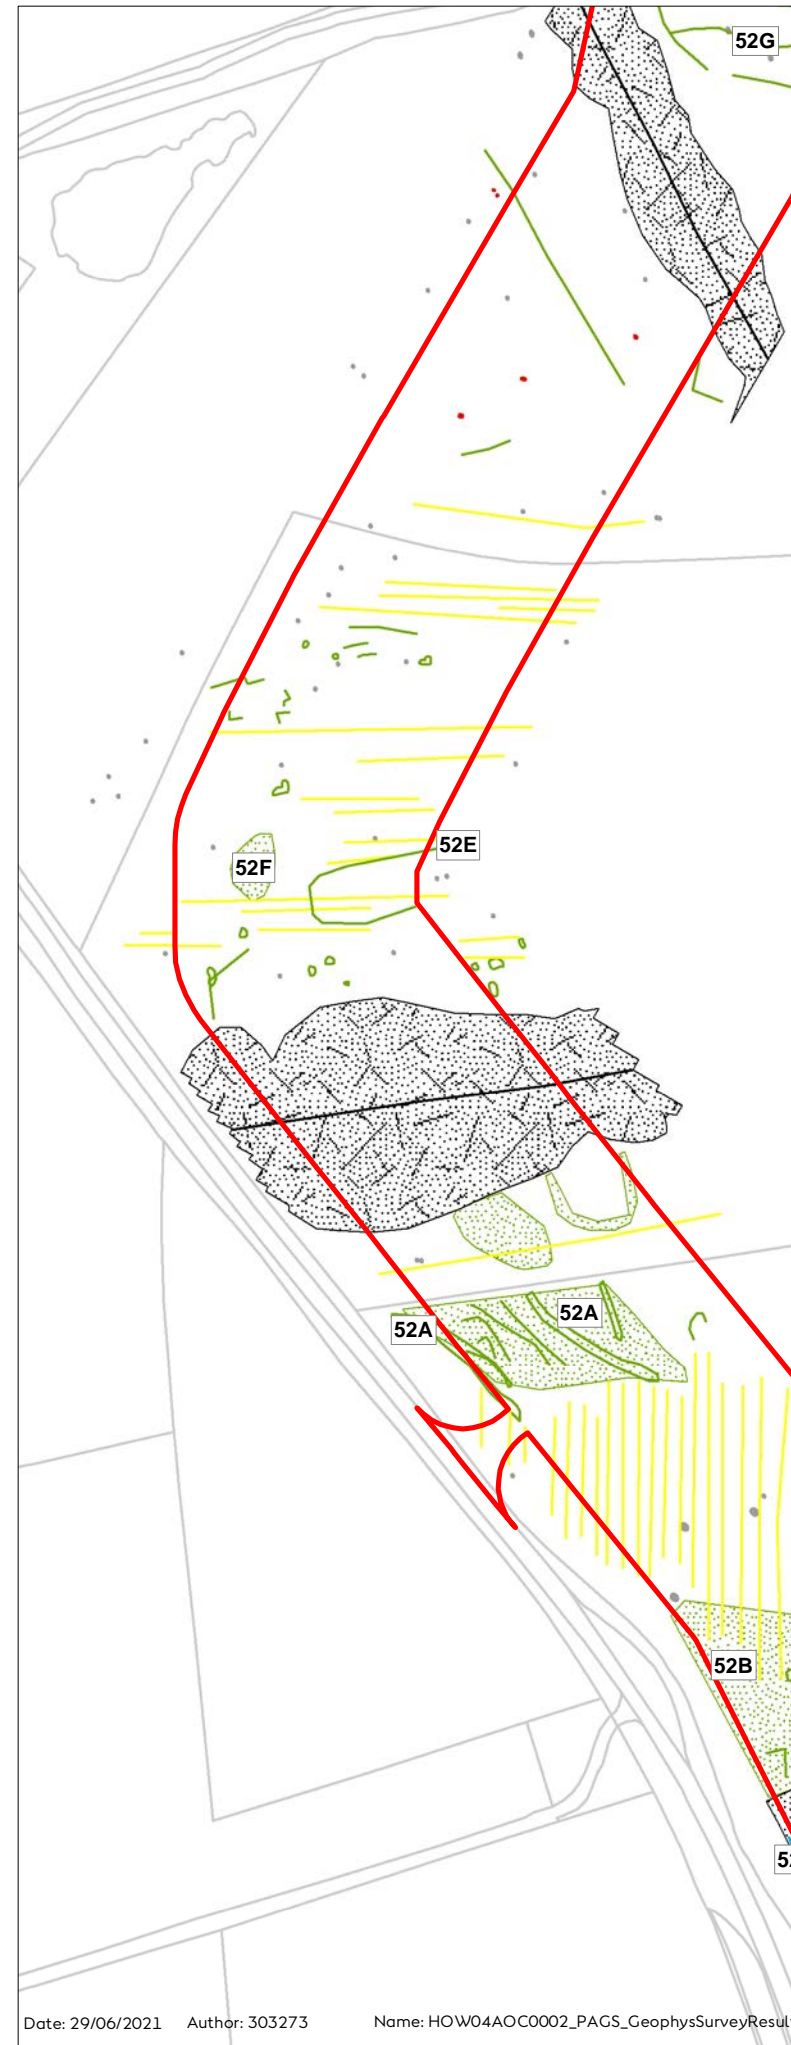 52G
52E
52F
52A
52A
52B
Date: 29/06/2021 Author: 303273 Name: HOW04AOC0002_PAGS_GeophysSurveyResul